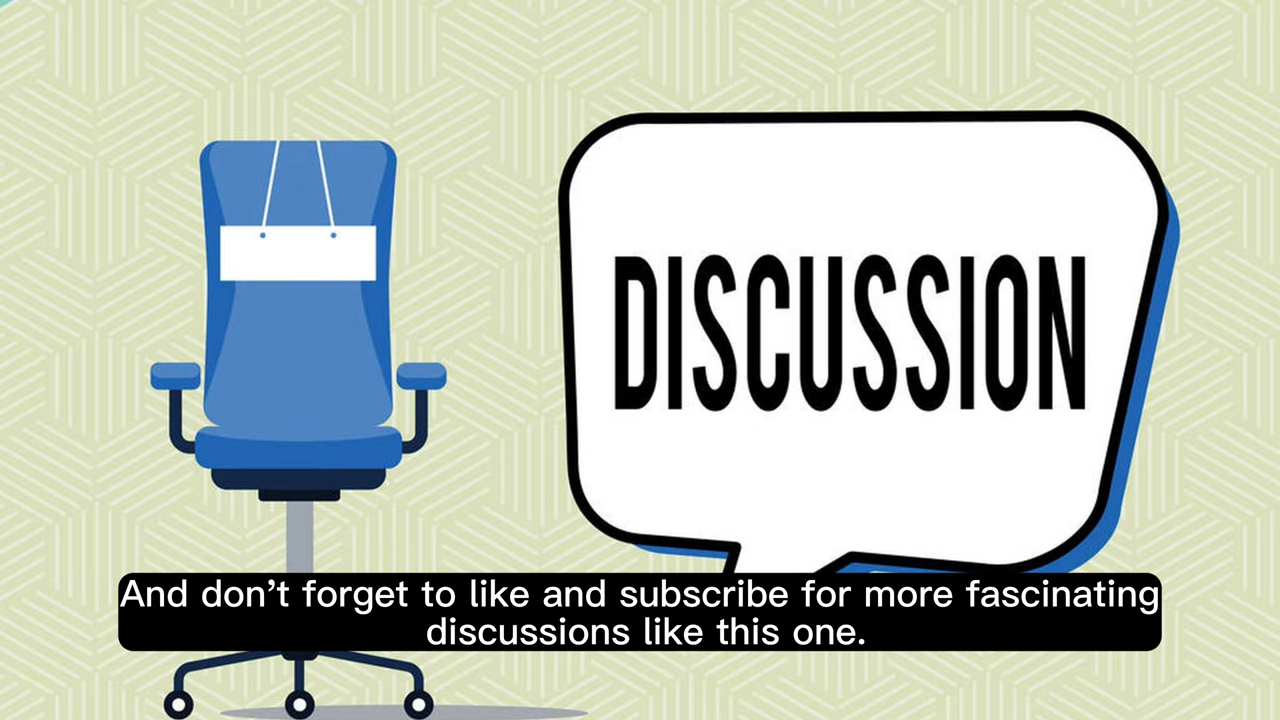 DISCUSSION
And don’t forget to like and subscribe for more fascinating
discussions like this one.